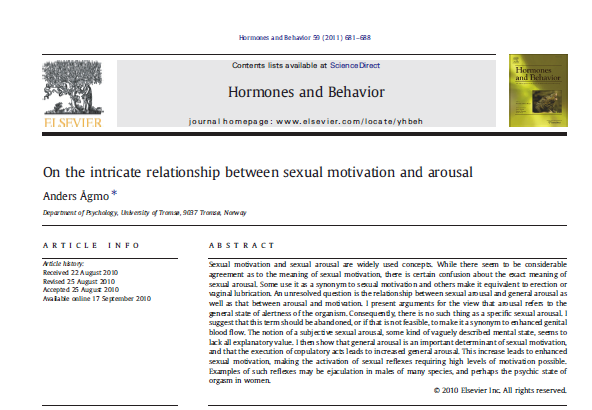 Hormones and Behavior 59 (2011) 681–688
Contents lists available at ScienceDirect
Hormones and Behavior
journal homepage: www.elsevier.com/locate/yhbeh
ELSEVIER
Hormones
and Behavior
On the intricate relationship between sexual motivation and arousal
Anders Ågmo *
Department of Psychology, University of Tromsø, 9037 Tromsø, Norway
ARTICLE INFO
Article history:
Received 22 August 2010
Revised 25 August 2010
Accepted 25 August 2010
Available online 17 September 2010
ABSTRACT
Sexual motivation and sexual arousal are widely used concepts. While there seem to be considerable
agreement as to the meaning of sexual motivation, there is certain confusion about the exact meaning of
sexual arousal. Some use it as a synonym to sexual motivation and others make it equivalent to erection or
vaginal lubrication. An unresolved question is the relationship between sexual arousal and general arousal as
well as that between arousal and motivation. I present arguments for the view that arousal refers to the
general state of alertness of the organism. Consequently, there is no such thing as a specific sexual arousal. I
suggest that this term should be abandoned, or if that is not feasible, to make it a synonym to enhanced genital
blood flow. The notion of a subjective sexual arousal, some kind of vaguely described mental state, seems to
lack all explanatory value. I then show that general arousal is an important determinant of sexual motivation,
and that the execution of copulatory acts leads to increased general arousal. This increase leads to enhanced
sexual motivation, making the activation of sexual reflexes requiring high levels of motivation possible.
Examples of such reflexes may be ejaculation in males of many species, and perhaps the psychic state of
orgasm in women.
© 2010 Elsevier Inc. All rights reserved.